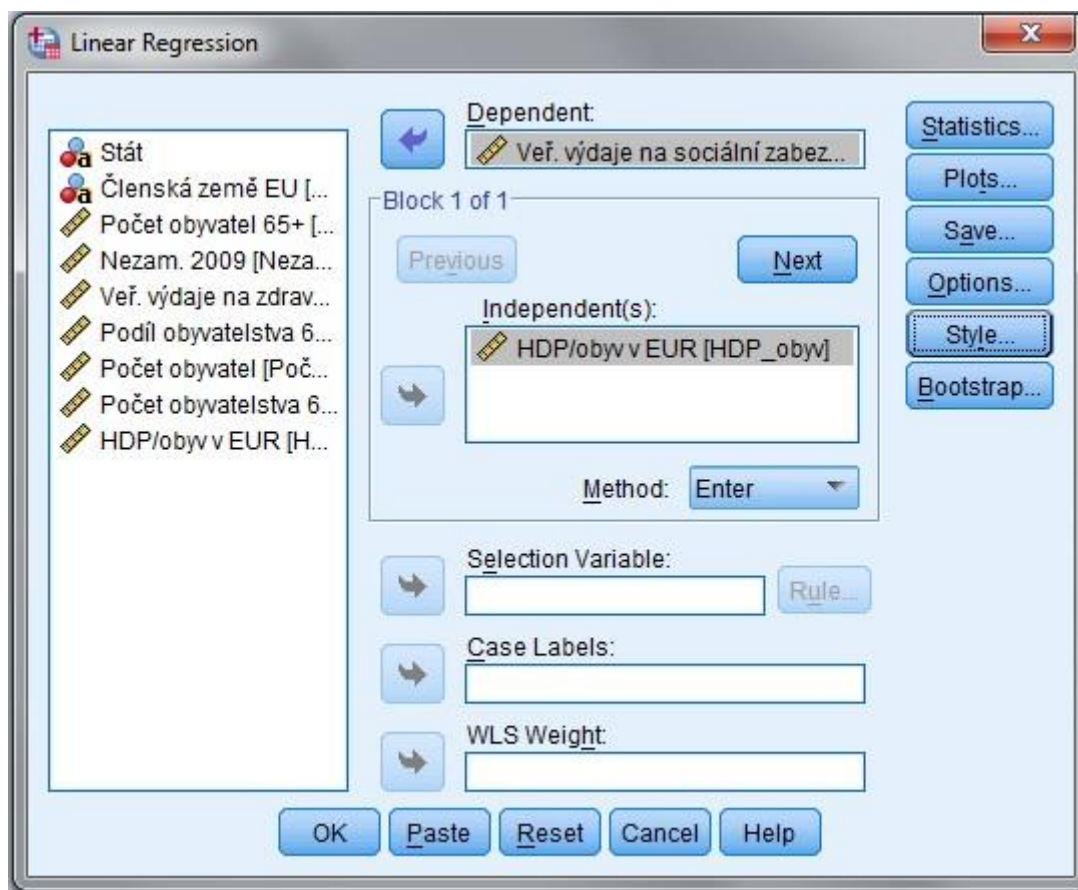 Linear Regression
Stát
Členská země EU [...
Počet obyvatel 65+ [...
Nezam. 2009 [Neza...
Veř. výdaje na zdrav...
Podíl obyvatelstva 6...
Počet obyvatel [Poč...
Počet obyvatelstva 6...
HDP/obyv v EUR [H...
Dependent:
Veř. výdaje na sociální zabez...
Block 1 of 1
Previous
Next
Independent(s):
HDP/obyv v EUR [HDP_obyv]
Method:
Enter
Selection Variable:
Rule...
Case Labels:
WLS Weight:
Statistics...
Plots...
Save...
Options...
Style...
Bootstrap...
OK
Paste
Reset
Cancel
Help